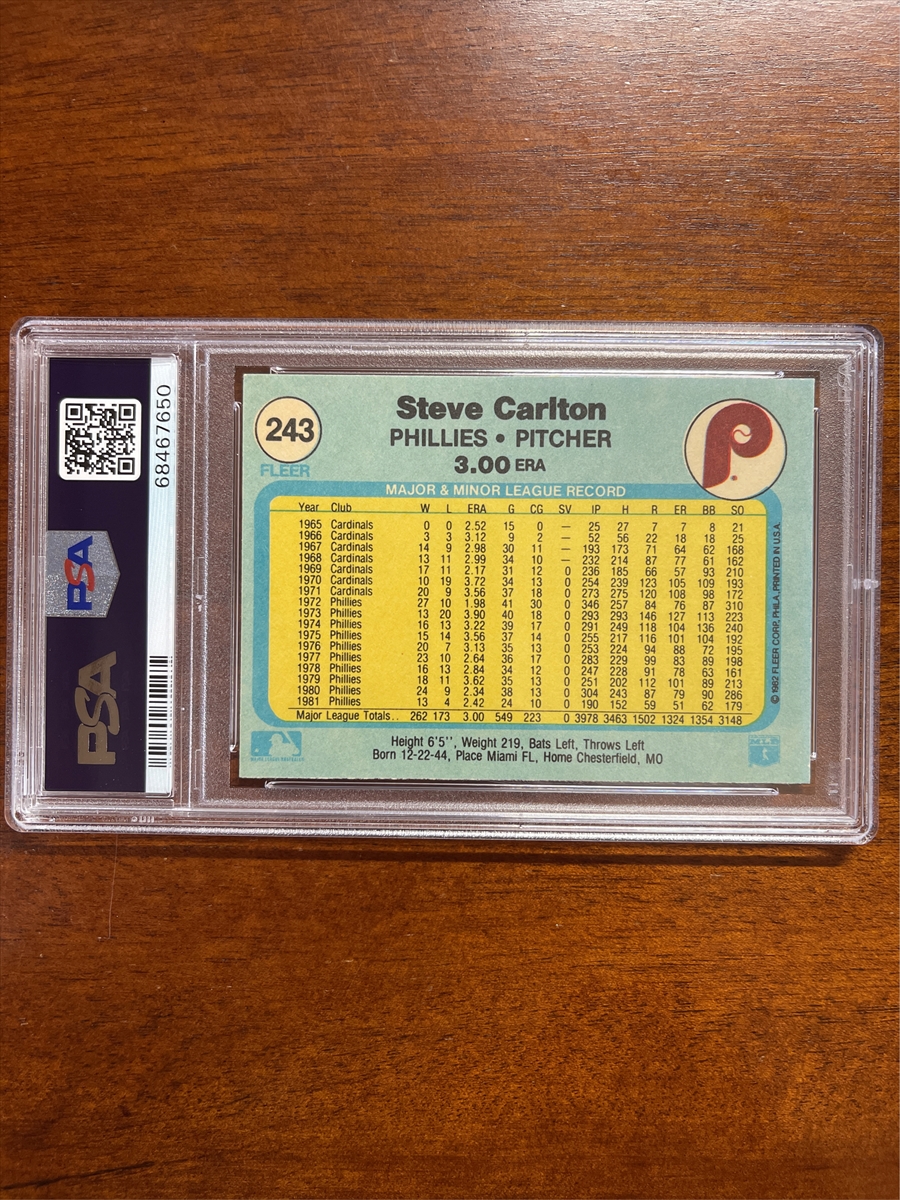 68467650
PSA
PSA
243
FLEER
Steve Carlton
PHILLIES • PITCHER
3.00 ERA
MAJOR & MINOR LEAGUE RECORD
Year Club W L ERA G CG SV IP H R ER BB SO
1965 Cardinals 0 0 2.52 15 0 — 25 27 7 7 8 21
1966 Cardinals 3 3 3.12 9 2 — 52 56 22 18 18 25
1967 Cardinals 14 9 2.98 30 11 — 193 173 71 64 62 168
1968 Cardinals 13 11 2.99 34 10 — 232 214 87 77 61 162
1969 Cardinals 17 11 2.17 31 12 0 236 185 66 57 93 210
1970 Cardinals 10 19 3.72 34 13 0 254 239 123 105 109 193
1971 Cardinals 20 9 3.56 37 18 0 273 275 120 108 98 172
1972 Phillies 27 10 1.98 41 30 0 346 257 84 76 87 310
1973 Phillies 13 20 3.90 40 18 0 293 293 146 127 113 223
1974 Phillies 16 13 3.22 39 17 0 291 249 118 104 136 240
1975 Phillies 15 14 3.56 37 14 0 255 217 116 101 104 192
1976 Phillies 20 7 3.13 35 13 0 253 224 94 88 72 195
1977 Phillies 23 10 2.64 36 17 0 283 229 99 83 89 198
1978 Phillies 16 13 2.84 34 12 0 247 228 91 78 63 161
1979 Phillies 18 11 3.62 35 13 0 251 202 112 101 89 213
1980 Phillies 24 9 2.34 38 13 0 304 243 87 79 90 286
1981 Phillies 13 4 2.42 24 10 0 190 152 59 51 62 179
Major League Totals.. 262 173 3.00 549 223 0 3978 3463 1502 1324 1354 3148
Height 6'5'', Weight 219, Bats Left, Throws Left
Born 12-22-44, Place Miami FL, Home Chesterfield, MO
© 1982 FLEER CORP. PHILA. PRINTED IN U.S.A.